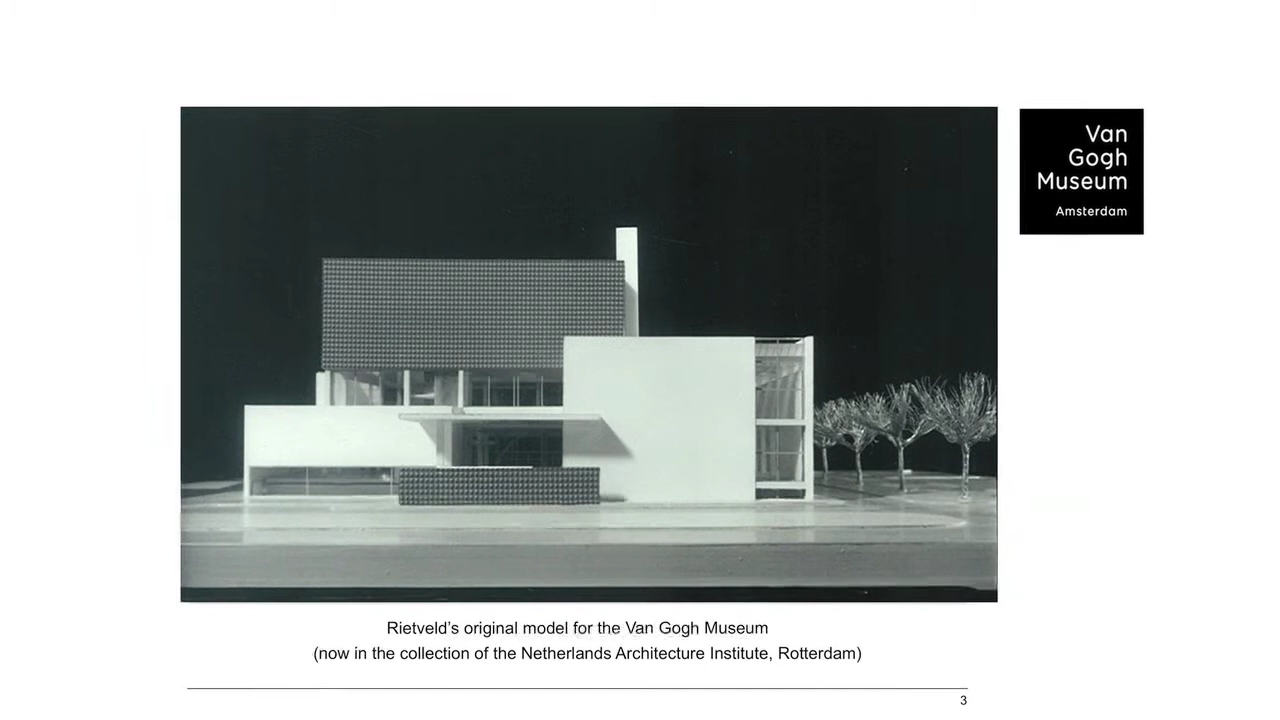 Van
Gogh
Museum
Amsterdam
Rietveld’s original model for the Van Gogh Museum
(now in the collection of the Netherlands Architecture Institute, Rotterdam)
3